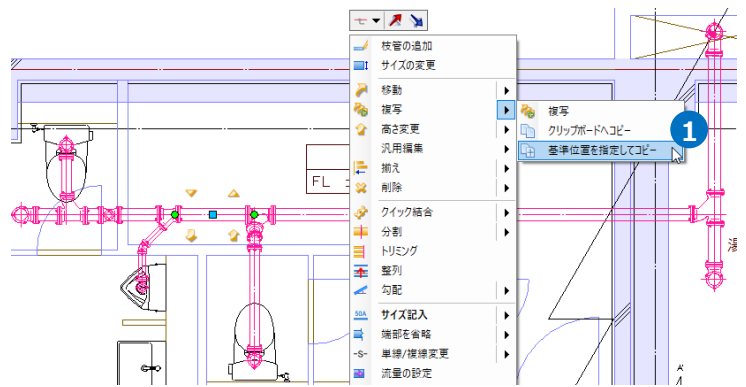 枝管の追加
サイズの変更
移動
複写
高さ変更
汎用編集
揃え
削除
クイック結合
分割
トリミング
整列
勾配
50A サイズ記入
端部を省略
-S- 単線/複線変更
流量の設定
複写
クリップボードへコピー
基準位置を指定してコピー
1
FL
湯